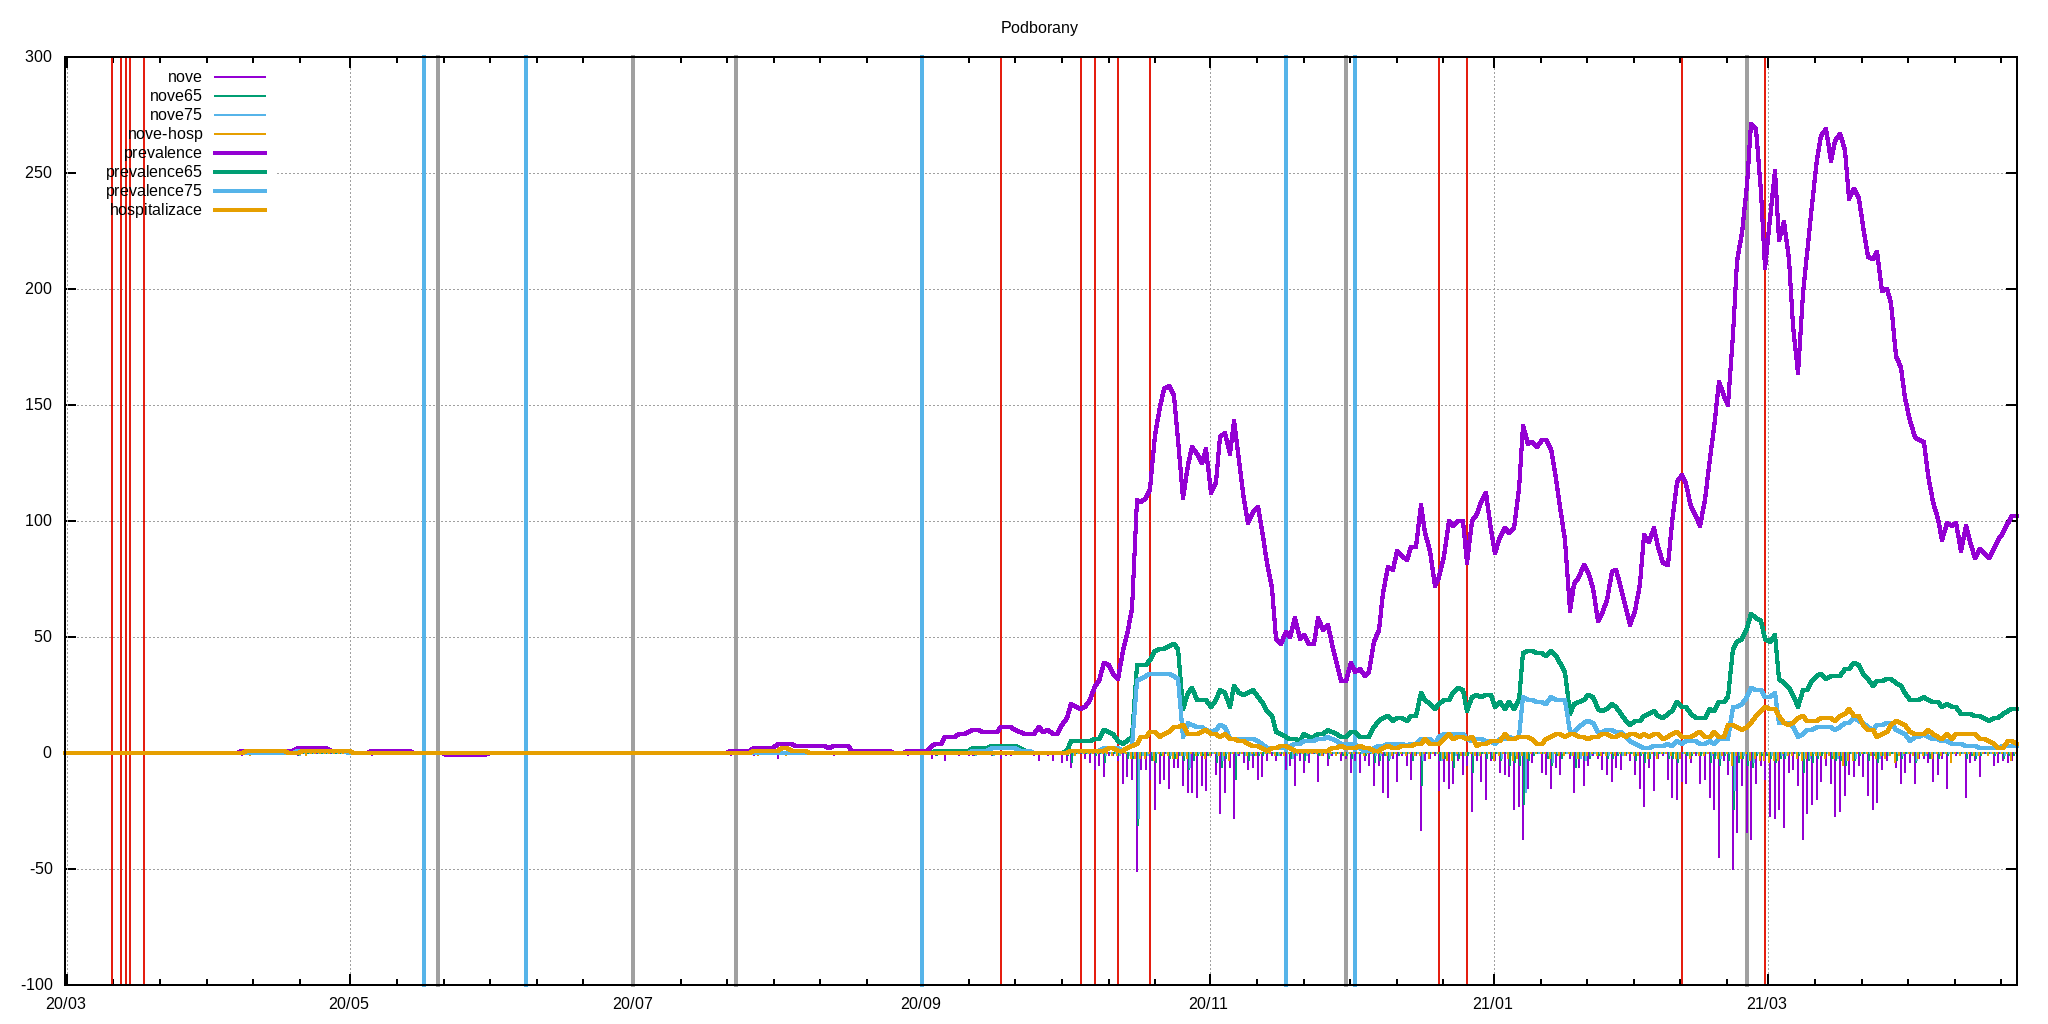 Podborany
300
250
200
150
100
50
0
-50
-100
nove
nove65
nove75
nove-hosp
prevalence
prevalence65
prevalence75
hospitalizace
20/03 20/05 20/07 20/09 20/11 21/01 21/03